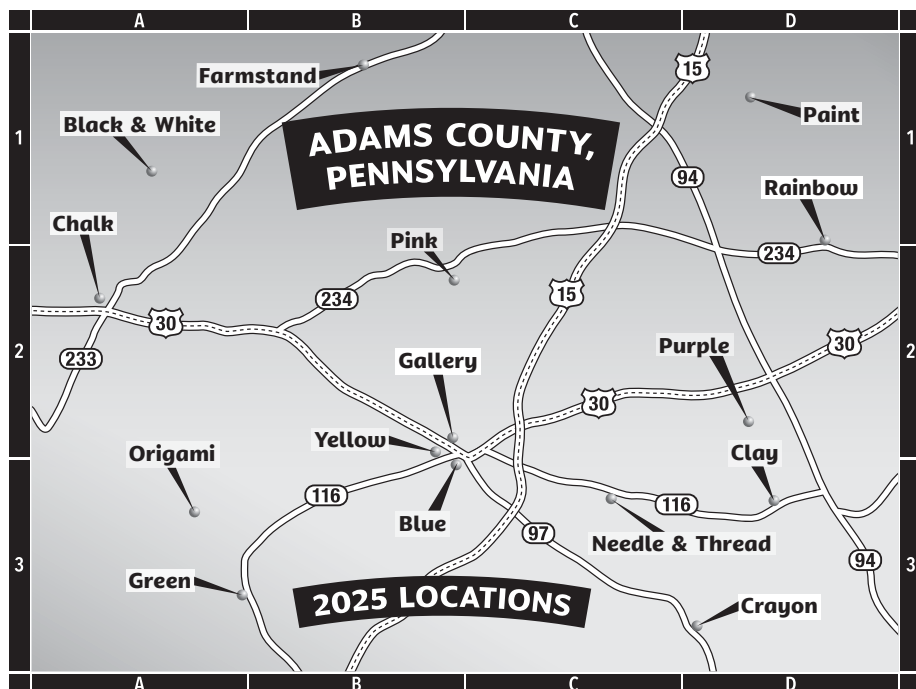 A B C D
15
Farmstand
Paint
Black & White
1
1
ADAMS COUNTY,
PENNSYLVANIA
94
Rainbow
Chalk
Pink
234
234
15
30
2
2
233
30
Purple
Gallery
30
Yellow
Origami
Clay
116
116
Blue
97
Needle & Thread
3
3
94
Green
2025 LOCATIONS
Crayon
A B C D